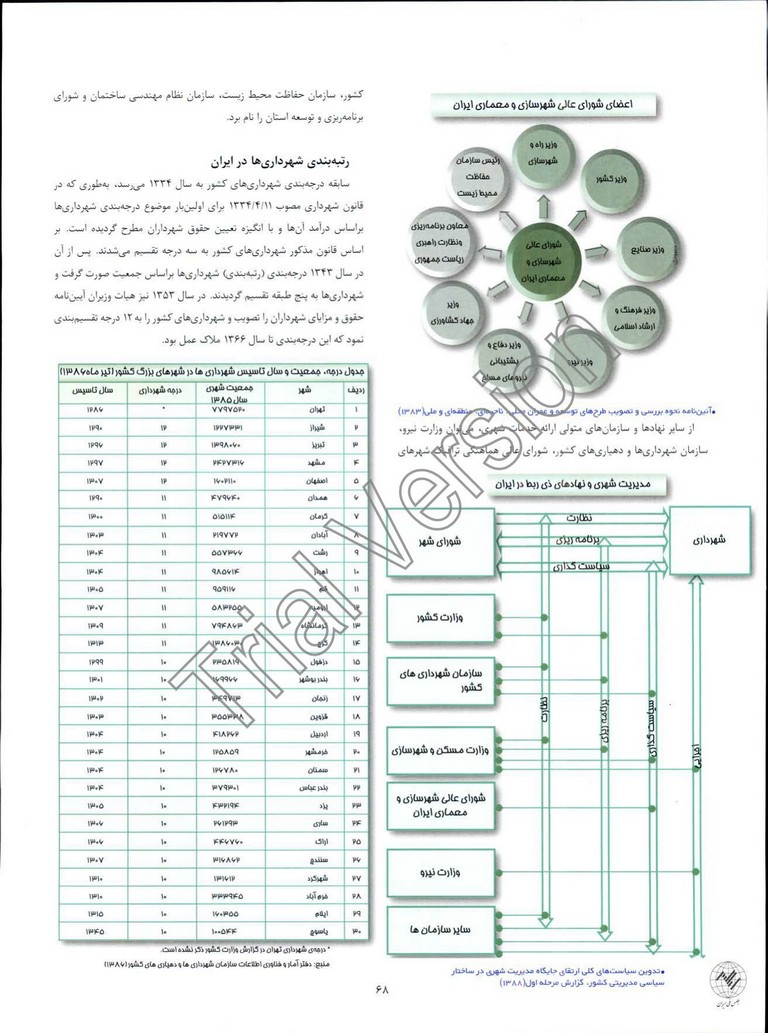 اعضای شورای عالی شهرسازی و معماری ایران
وزیر راه و
شهرسازی
وزیر کشور
وزیر صنایع
وزیر فرهنگ و
ارشاد اسلامی
وزیر نیرو
وزیر دفاع و
پشتیبانی
نیروهای مسلح
وزیر
جهاد کشاورزی
معاون برنامه‌ریزی
ونظارت راهبری
ریاست جمهوری
رئیس سازمان
حفاظت
محیط زیست
شورای عالی
شهرسازی و
معماری ایران
•آئین‌نامه نحوه بررسی و تصویب طرح‌های توسعه و عمران محلی، ناحیه‌ای، منطقه‌ای و ملی(۱۳۸۳)
از سایر نهادها و سازمان‌های متولی ارائه خدمات شهری، می‌توان وزارت نیرو،
سازمان شهرداری‌ها و دهیاری‌های کشور، شورای عالی هماهنگی ترافیک شهرهای
مدیریت شهری و نهادهای ذی ربط در ایران
شهرداری
نظارت
برنامه ریزی
سیاست گذاری
شورای شهر
وزارت کشور
سازمان شهرداری های
کشور
وزارت مسکن و شهرسازی
شورای عالی شهرسازی و
معماری ایران
وزارت نیرو
سایر سازمان ها
نظارت
برنامه ریزی
سیاست گذاری
اجرایی
•تدوین سیاست‌های کلی ارتقای جایگاه مدیریت شهری در ساختار
سیاسی مدیریتی کشور، گزارش مرحله اول(۱۳۸۸)
کشور، سازمان حفاظت محیط زیست، سازمان نظام مهندسی ساختمان و شورای
برنامه‌ریزی و توسعه استان را نام برد.
رتبه‌بندی شهرداری‌ها در ایران
سابقه درجه‌بندی شهرداری‌های کشور به سال ۱۳۳۴ می‌رسد، به‌طوری که در
قانون شهرداری مصوب ۱۳۳۴/۴/۱۱ برای اولین‌بار موضوع درجه‌بندی شهرداری‌ها
براساس درآمد آن‌ها و با انگیزه تعیین حقوق شهرداران مطرح گردیده است. بر
اساس قانون مذکور شهرداری‌های کشور به سه درجه تقسیم می‌شدند. پس از آن
در سال ۱۳۴۳ درجه‌بندی (رتبه‌بندی) شهرداری‌ها براساس جمعیت صورت گرفت و
شهرداری‌ها به پنج طبقه تقسیم گردیدند. در سال ۱۳۵۳ نیز هیات وزیران آیین‌نامه
حقوق و مزایای شهرداران را تصویب و شهرداری‌های کشور را به ۱۲ درجه تقسیم‌بندی
نمود که این درجه‌بندی تا سال ۱۳۶۶ ملاک عمل بود.
جدول درجه، جمعیت و سال تاسیس شهرداری ها در شهرهای بزرگ کشور (تیر ماه۱۳۸۶)
ردیف شهر جمعیت شهری سال ۱۳۸۵ درجه شهرداری سال تاسیس
۱ تهران ۷۷۹۷۵۲۰ * ۱۲۸۶
۲ شیراز ۱۲۲۷۳۳۱ ۱۲ ۱۲۹۰
۳ تبریز ۱۳۹۸۰۶۰ ۱۲ ۱۲۹۶
۴ مشهد ۲۴۲۷۳۱۶ ۱۲ ۱۲۹۷
۵ اصفهان ۱۶۰۲۱۱۰ ۱۲ ۱۳۰۷
۶ همدان ۴۷۹۶۴۰ ۱۱ ۱۲۹۰
۷ کرمان ۵۱۵۱۱۴ ۱۱ ۱۳۰۰
۸ آبادان ۲۱۹۷۷۲ ۱۱ ۱۳۰۳
۹ رشت ۵۵۷۳۶۶ ۱۱ ۱۳۰۴
۱۰ اهواز ۹۸۵۶۱۴ ۱۱ ۱۳۰۴
۱۱ قم ۹۵۹۱۱۶ ۱۱ ۱۳۰۵
۱۲ ارومیه ۵۸۳۲۵۵ ۱۱ ۱۳۰۷
۱۳ کرمانشاه ۷۹۴۸۶۳ ۱۱ ۱۳۰۹
۱۴ کرج ۱۳۸۶۰۳۰ ۱۱ ۱۳۱۳
۱۵ دزفول ۲۳۵۸۱۹ ۱۰ ۱۲۹۹
۱۶ بندر بوشهر ۱۶۹۹۶۶ ۱۰ ۱۳۰۱
۱۷ زنجان ۳۴۹۷۱۳ ۱۰ ۱۳۰۲
۱۸ قزوین ۳۵۵۳۳۸ ۱۰ ۱۳۰۳
۱۹ اردبیل ۴۱۸۲۶۲ ۱۰ ۱۳۰۴
۲۰ خرمشهر ۱۲۵۸۵۹ ۱۰ ۱۳۰۴
۲۱ سمنان ۱۲۶۷۸۰ ۱۰ ۱۳۰۴
۲۲ بندر عباس ۳۷۹۳۰۱ ۱۰ ۱۳۰۴
۲۳ یزد ۴۳۲۱۹۴ ۱۰ ۱۳۰۵
۲۴ ساری ۲۶۱۲۹۳ ۱۰ ۱۳۰۶
۲۵ اراک ۴۴۶۷۶۰ ۱۰ ۱۳۰۶
۲۶ سنندج ۳۱۶۸۶۲ ۱۰ ۱۳۰۷
۲۷ شهرکرد ۱۳۱۶۱۲ ۱۰ ۱۳۱۰
۲۸ خرم آباد ۳۳۳۹۴۵ ۱۰ ۱۳۱۰
۲۹ ایلام ۱۶۰۳۵۵ ۱۰ ۱۳۱۵
۳۰ یاسوج ۱۰۰۵۴۴ ۱۰ ۱۳۴۵
* درجه‌ی شهرداری تهران در گزارش وزارت کشور ذکر نشده است.
منبع: دفتر آمار و فناوری اطلاعات سازمان شهرداری ها و دهیاری های کشور (۱۳۸۶)
۶۸
Trial Version